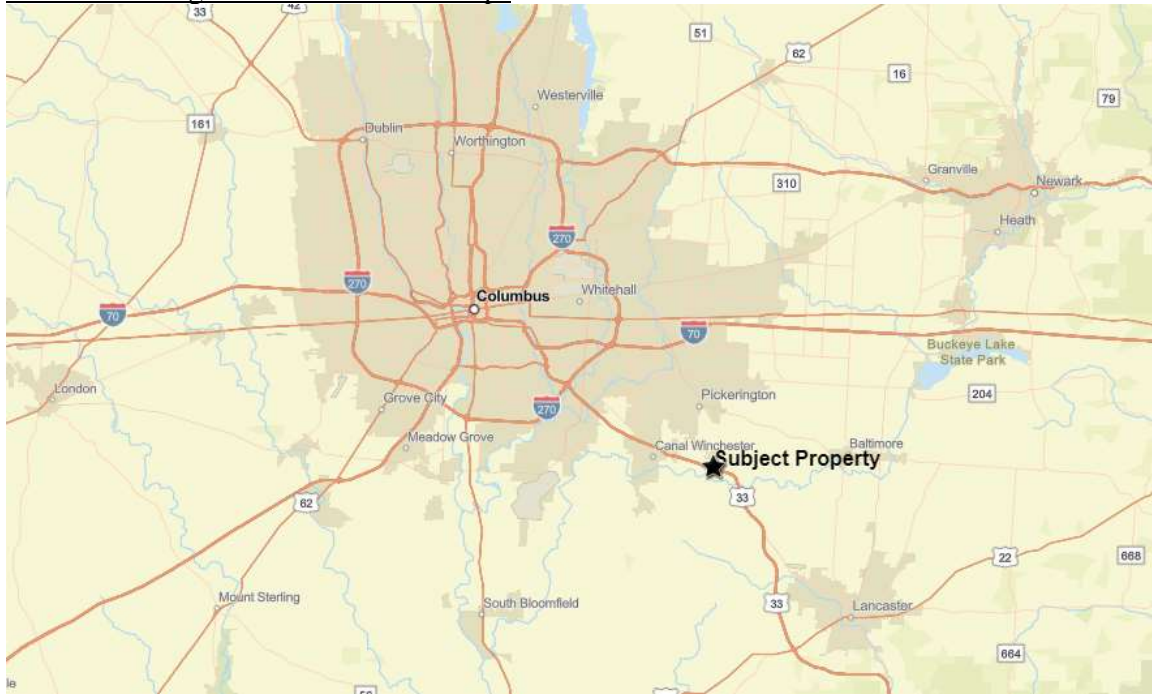 33
42
51
62
16
79
Westerville
161
Dublin
Worthington
Granville
310
Newark
Heath
270
270
Columbus
Whitehall
70
70
Buckeye Lake
State Park
London
Pickerington
204
Grove City
270
Meadow Grove
Canal Winchester
Baltimore
Subject Property
33
62
22
668
Mount Sterling
South Bloomfield
33
Lancaster
664
le